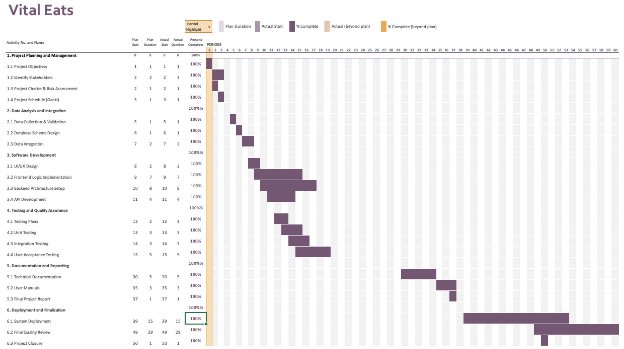 Vital Eats
Period Highlight: Plan Duration Actual Start % Complete Actual (beyond plan) % Complete (beyond plan)
Activity No. and Name Plan Start Plan Duration Actual Start Actual Duration Percent Complete PERIODS
1 2 3 4 5 6 7 8 9 10 11 12 13 14 15 16 17 18 19 20 21 22 23 24 25 26 27 28 29 30 31 32 33 34 35 36 37 38 39 40 41 42 43 44 45 46 47 48 49 50 51 52 53 54 55 56 57 58 59 60
1. Project Planning and Management 0 0 0 0 100%
1.1 Project Objectives 1 1 1 1 100%
1.2 Identify Stakeholders 2 2 2 2 100%
1.3 Project Charter & Risk Assessment 2 1 2 1 100%
1.4 Project Schedule (Gantt) 3 1 3 1 100%
2. Data Analysis and Integration 100%
2.1 Data Collection & Validation 5 1 5 1 100%
2.2 Database Schema Design 6 1 6 1 100%
2.3 Data Integration 7 2 7 2 100%
3. Software Development 100%
3.1 UI/UX Design 8 2 8 2 100%
3.2 Frontend Logic Implementation 9 7 9 7 100%
3.3 Backend Architecture Setup 10 100%
3.4 API Development 11 4 11 4 100%
4. Testing and Quality Assurance 100%
4.1 Testing Plans 12 2 12 2 100%
4.2 Unit Testing 13 3 13 3 100%
4.3 Integration Testing 14 3 14 3 100%
4.4 User Acceptance Testing 15 5 15 5 100%
5. Documentation and Reporting 100%
5.1 Technical Documentation 30 5 30 5 100%
5.2 User Manuals 35 3 35 3 100%
5.3 Final Project Report 37 1 37 1 100%
6. Deployment and Finalization 100%
6.1 System Deployment 39 15 39 15 100%
6.2 Final Quality Review 49 29 49 29 100%
6.3 Project Closure 50 1 50 1 100%